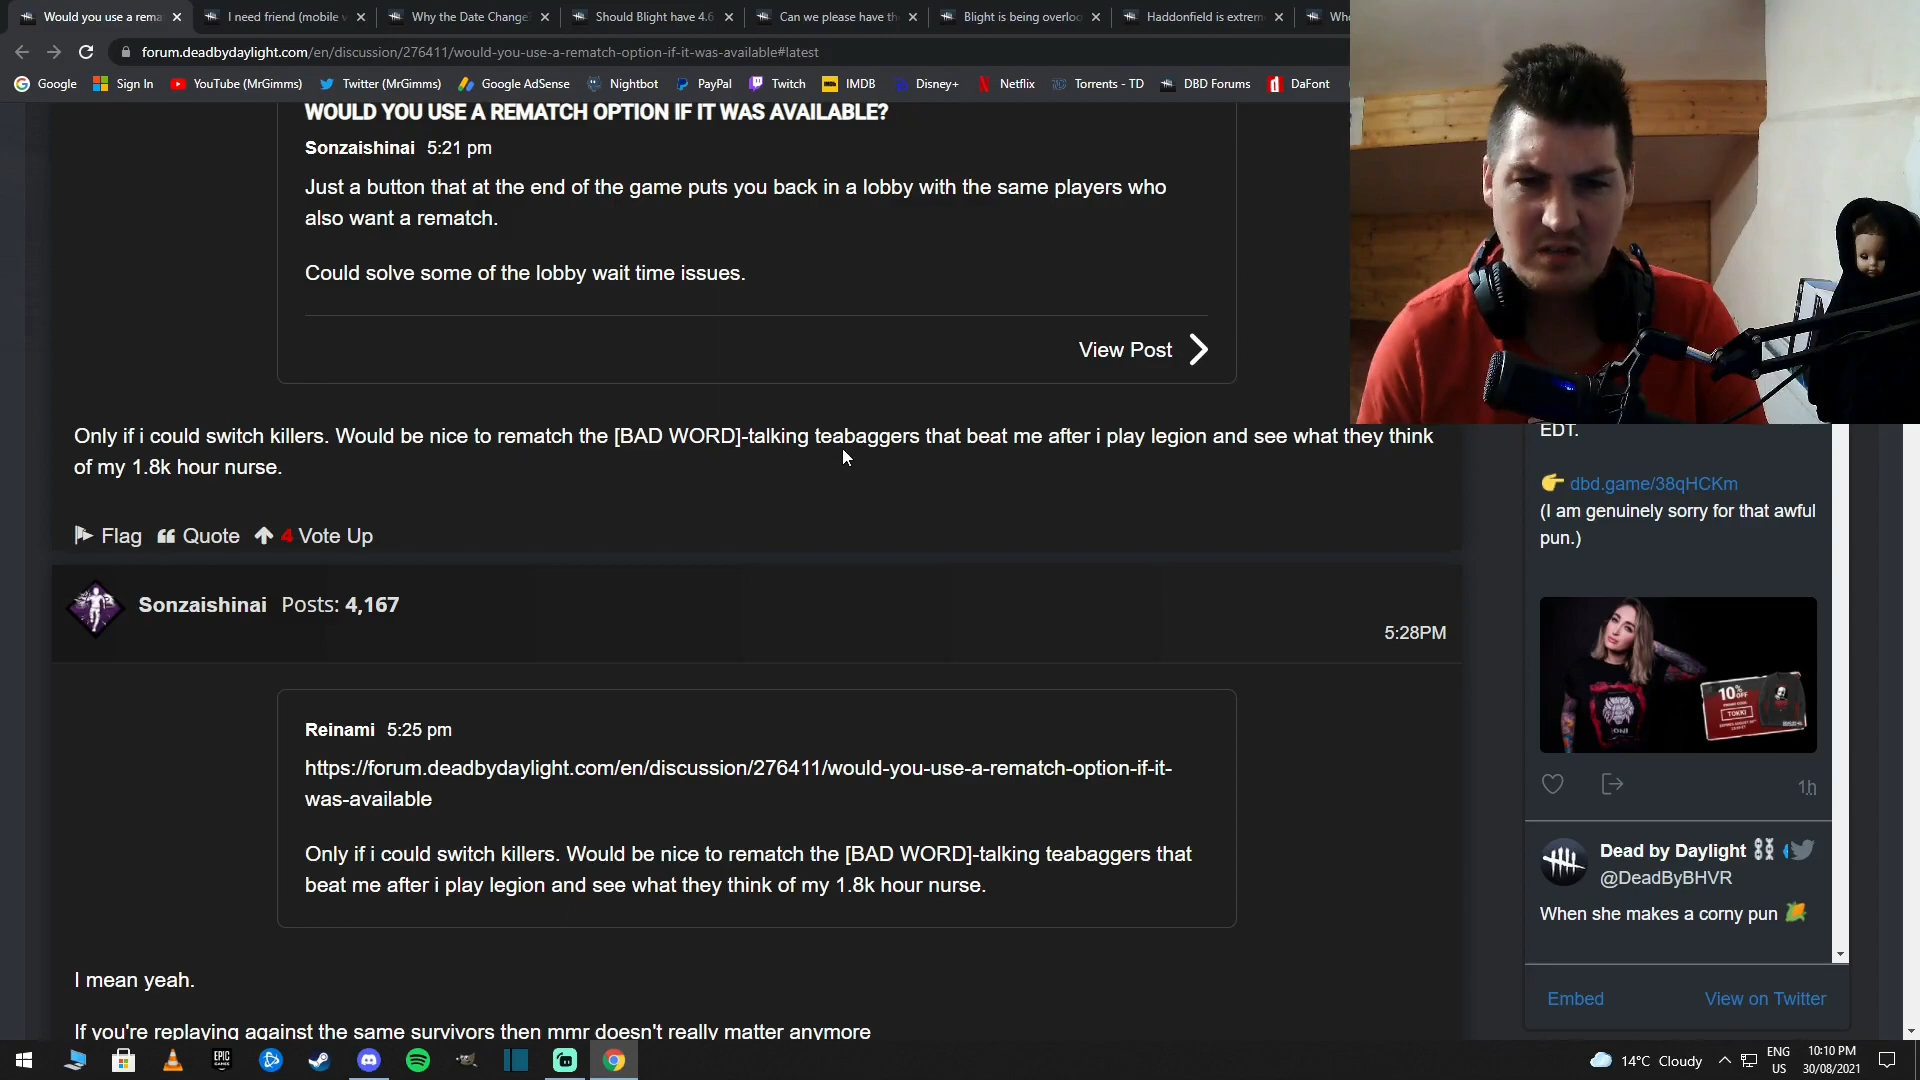 Would you use a rema
I need friend (mobile v
Why the Date Change
Should Blight have 4.6
Can we please have th
Blight is being overloo
Haddonfield is extrem
Who
forum.deadbydaylight.com/en/discussion/276411/would-you-use-a-rematch-option-if-it-was-available#latest
Google Sign In YouTube (MrGimms) Twitter (MrGimms) Google AdSense Nightbot PayPal Twitch IMDB Disney+ Netflix Torrents - TD DBD Forums DaFont
WOULD YOU USE A REMATCH OPTION IF IT WAS AVAILABLE?
Sonzaishinai 5:21 pm
Just a button that at the end of the game puts you back in a lobby with the same players who
also want a rematch.
Could solve some of the lobby wait time issues.
View Post
Only if i could switch killers. Would be nice to rematch the [BAD WORD]-talking teabaggers that beat me after i play legion and see what they think
of my 1.8k hour nurse.
Flag Quote 4 Vote Up
Sonzaishinai Posts: 4,167
5:28PM
Reinami 5:25 pm
https://forum.deadbydaylight.com/en/discussion/276411/would-you-use-a-rematch-option-if-it-
was-available
Only if i could switch killers. Would be nice to rematch the [BAD WORD]-talking teabaggers that
beat me after i play legion and see what they think of my 1.8k hour nurse.
I mean yeah.
If you're replaying against the same survivors then mmr doesn't really matter anymore
EDT.
dbd.game/38qHCKm
(I am genuinely sorry for that awful
pun.)
10%
OFF
TOKKI
1h
Dead by Daylight
@DeadByBHVR
When she makes a corny pun
Embed View on Twitter
EPIC
GAMES
14°C Cloudy
ENG
US
10:10 PM
30/08/2021